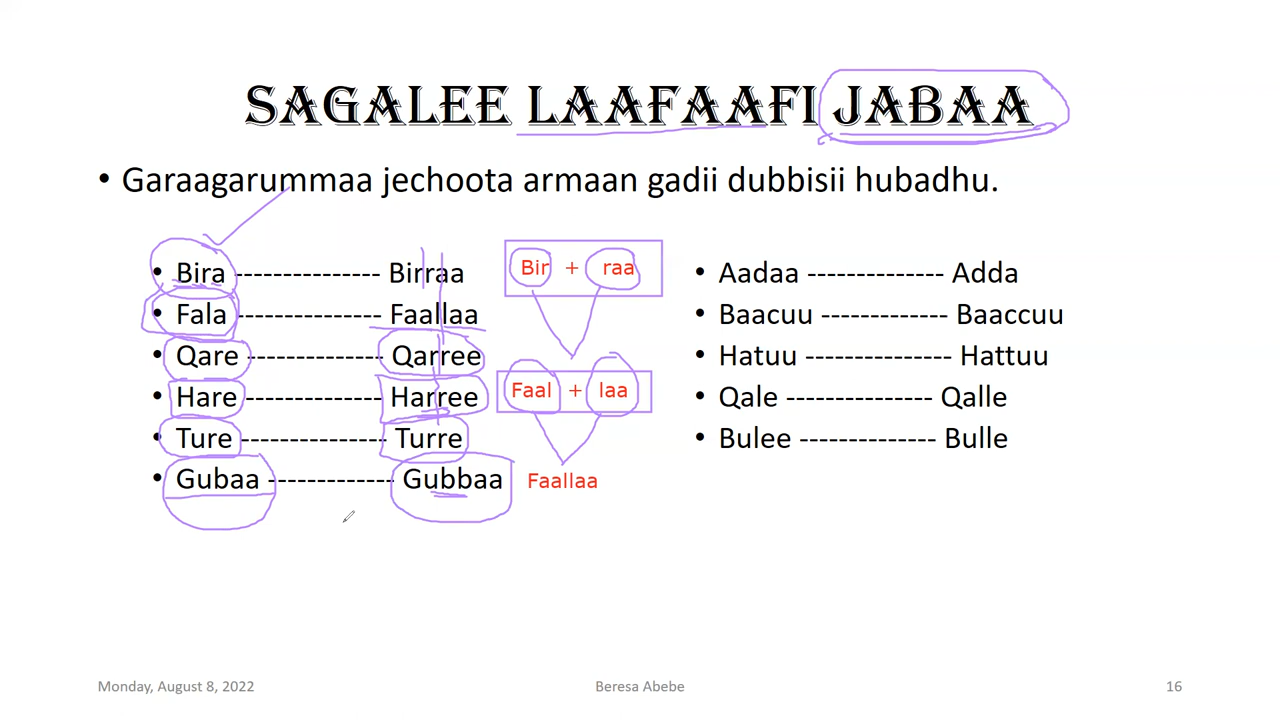 SAGALEE LAAFAAFI JABAA
• Garaagarummaa jechoota armaan gadii dubbisii hubadhu.
• Bira --------------- Birraa
• Fala --------------- Faallaa
• Qare -------------- Qarree
• Hare -------------- Harree
• Ture --------------- Turre
• Gubaa ------------- Gubbaa
Bir + raa
Faal + laa
Faallaa
• Aadaa -------------- Adda
• Baacuu ------------- Baaccuu
• Hatuu --------------- Hattuu
• Qale --------------- Qalle
• Bulee -------------- Bulle
Monday, August 8, 2022
Beresa Abebe
16